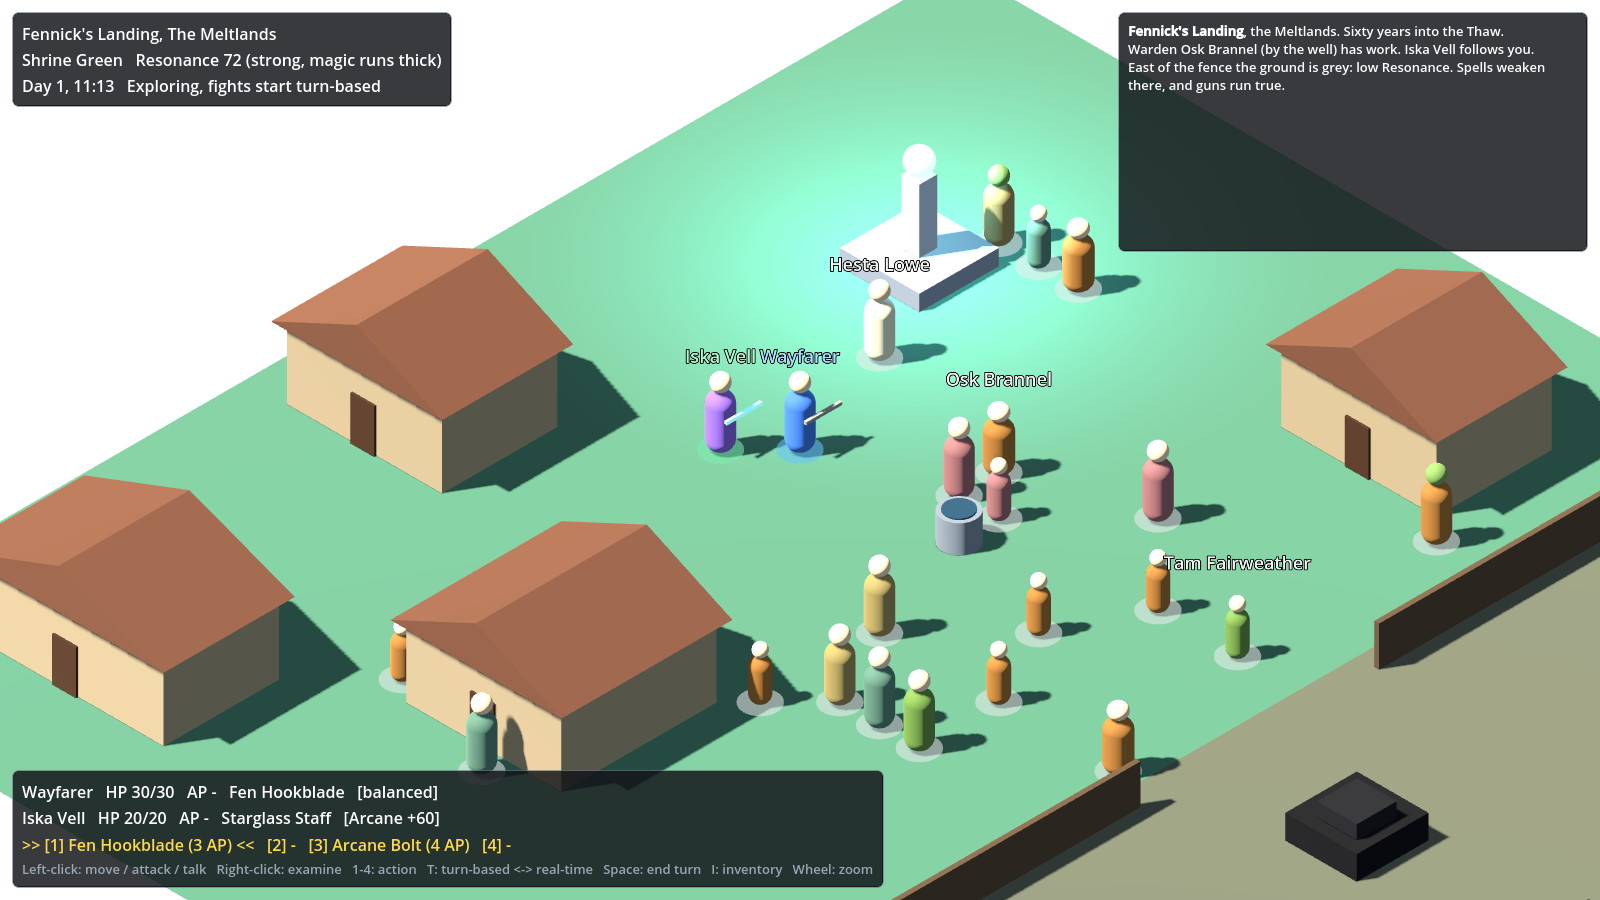 Fennick's Landing, The Meltlands
Shrine Green   Resonance 72 (strong, magic runs thick)
Day 1, 11:13   Exploring, fights start turn-based
Fennick's Landing, the Meltlands. Sixty years into the Thaw.
Warden Osk Brannel (by the well) has work. Iska Vell follows you.
East of the fence the ground is grey: low Resonance. Spells weaken
there, and guns run true.
Hesta Lowe
Iska Vell
Wayfarer
Osk Brannel
Tam Fairweather
Wayfarer   HP 30/30   AP -   Fen Hookblade   [balanced]
Iska Vell   HP 20/20   AP -   Starglass Staff   [Arcane +60]
>> [1] Fen Hookblade (3 AP) <<   [2] -   [3] Arcane Bolt (4 AP)   [4] -
Left-click: move / attack / talk   Right-click: examine   1-4: action   T: turn-based <-> real-time   Space: end turn   I: inventory   Wheel: zoom